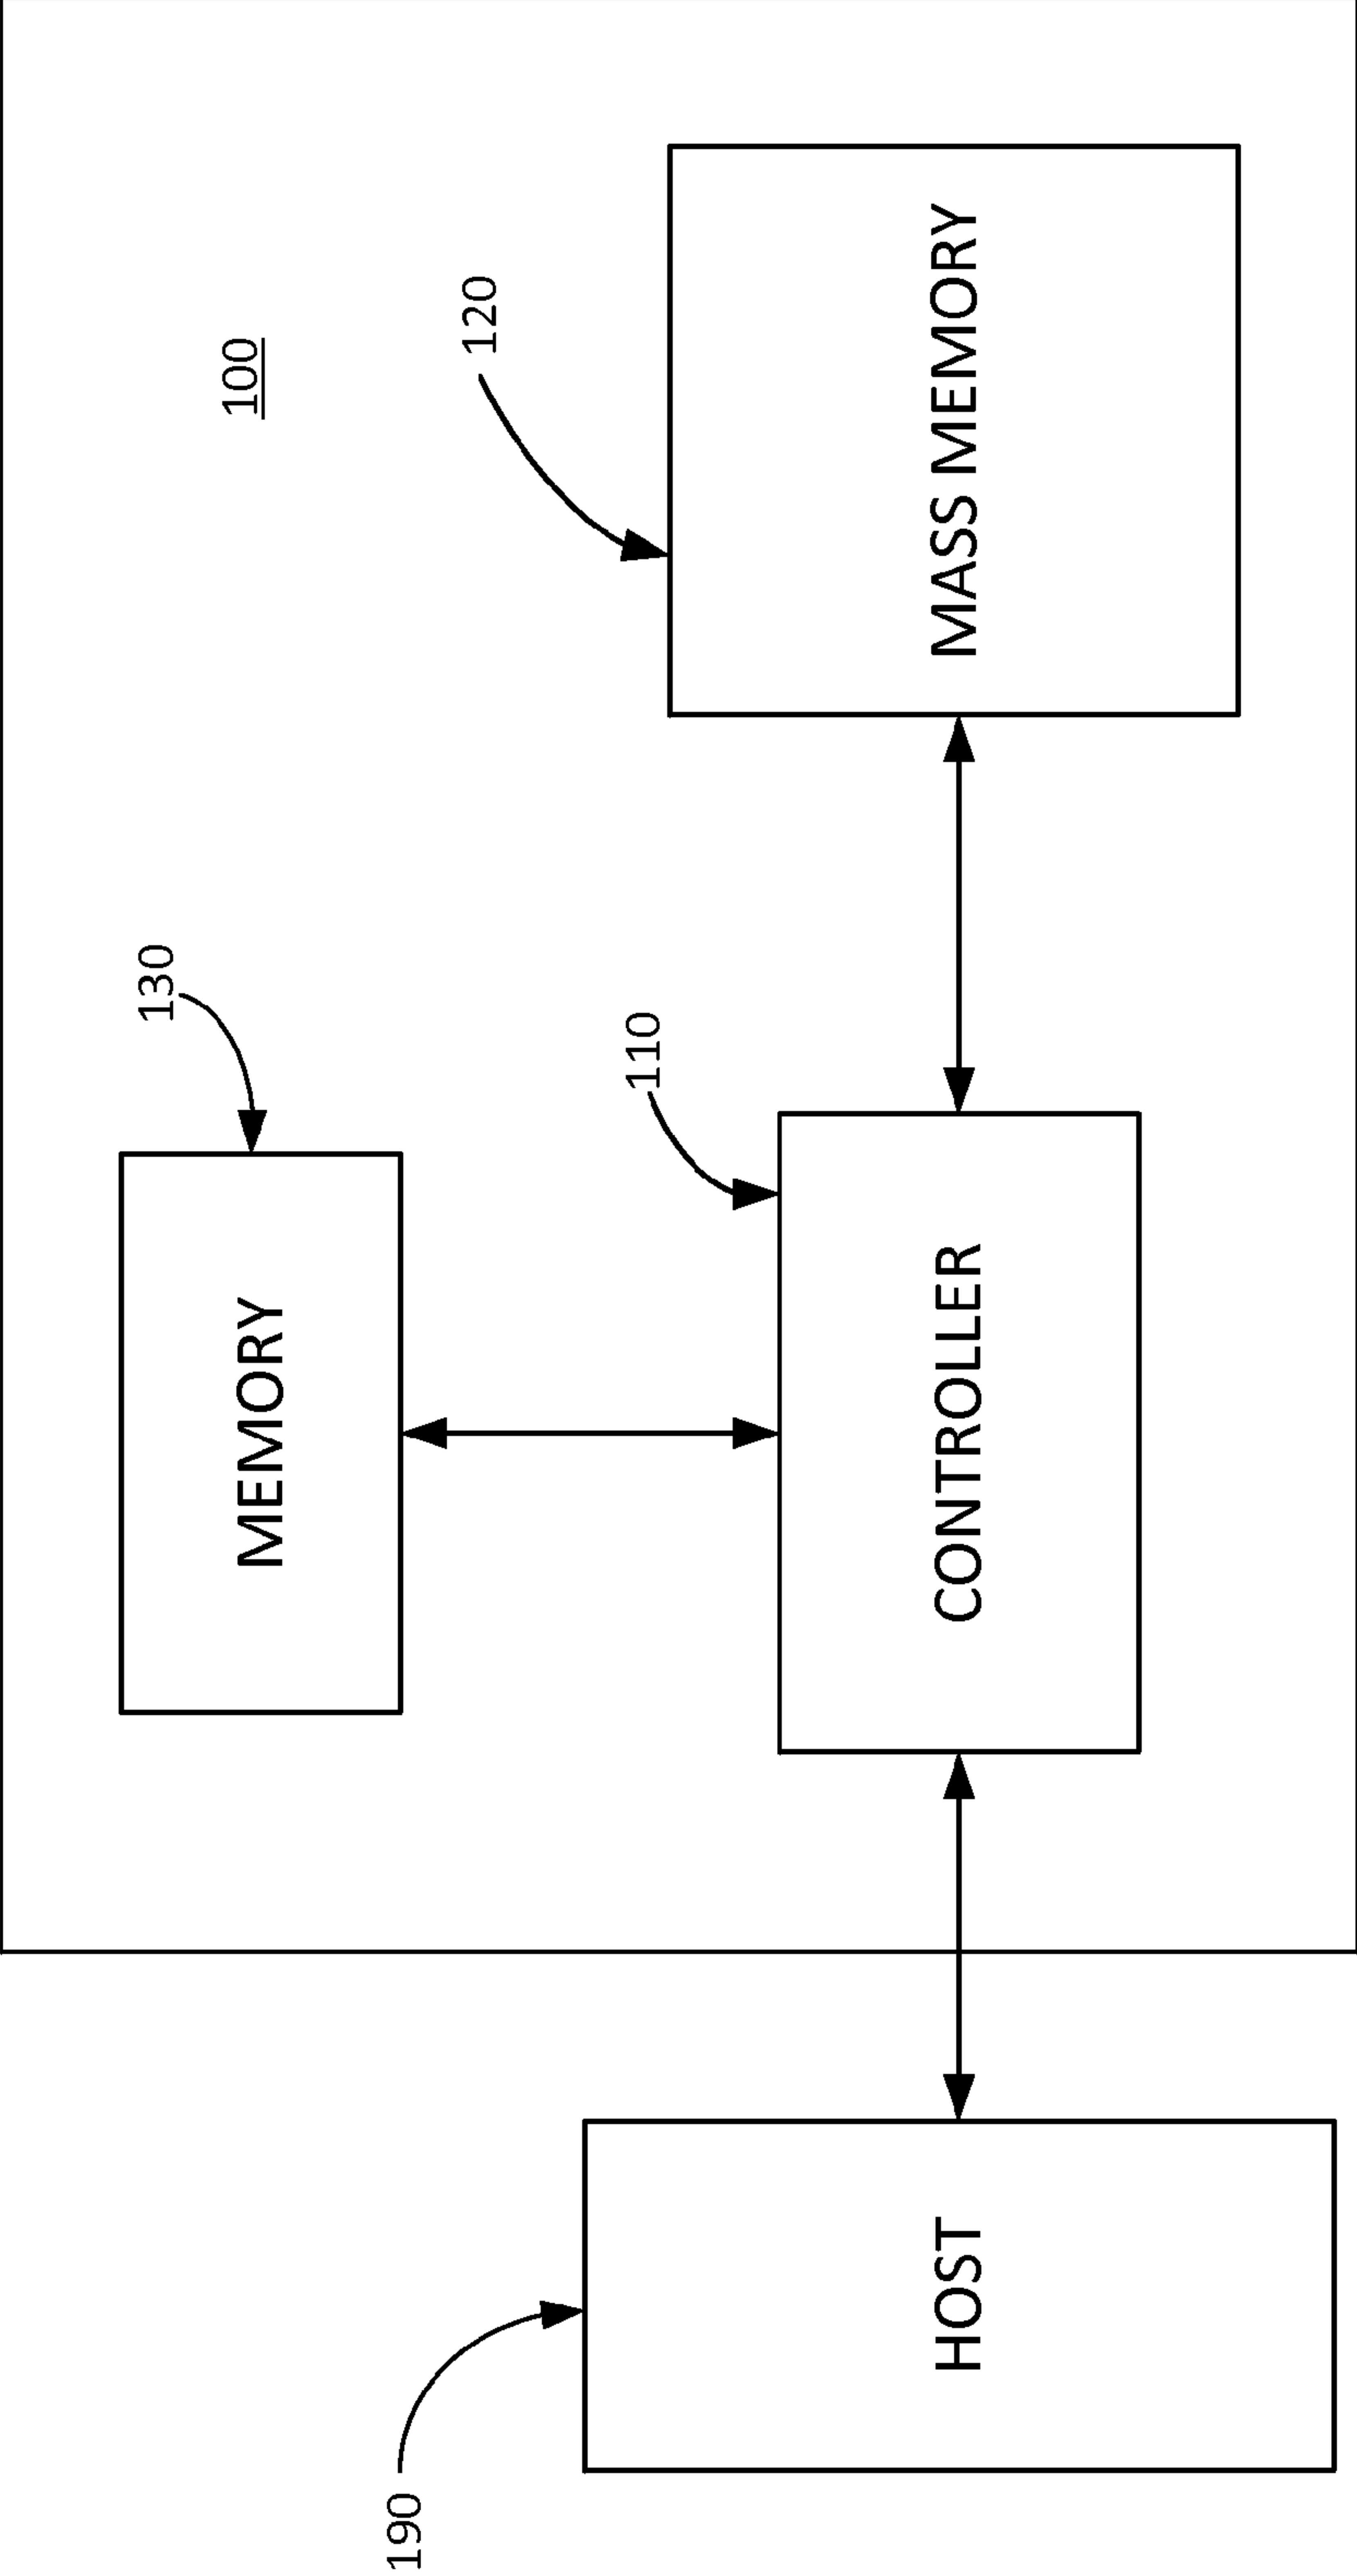 100
130
MEMORY
120
110
190
HOST
CONTROLLER
MASS MEMORY